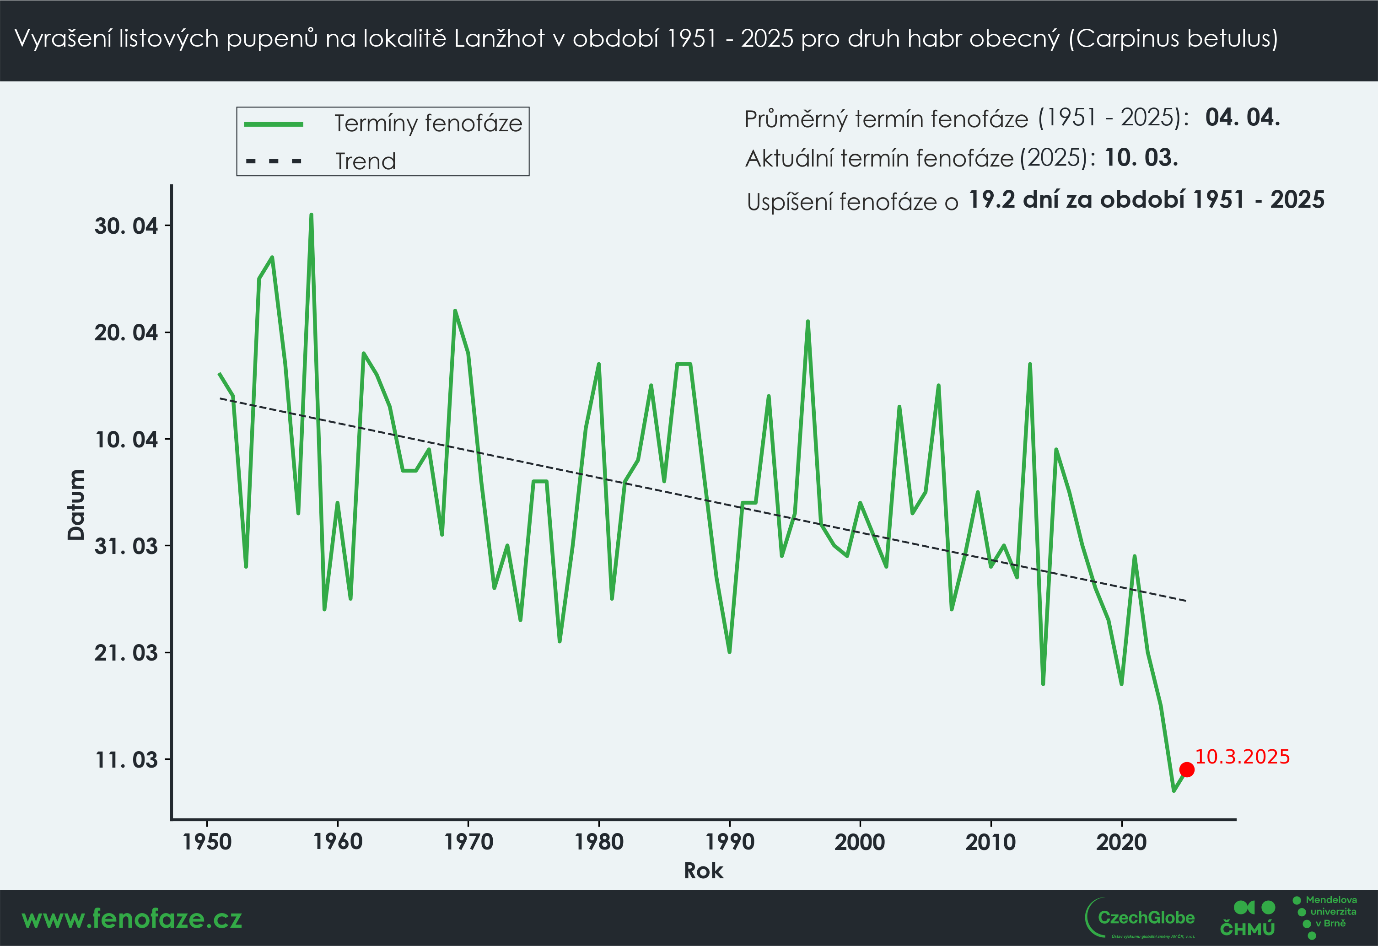 Vyrašení listových pupenů na lokalitě Lanžhot v období 1951 - 2025 pro druh habr obecný (Carpinus betulus)
Termíny fenofáze
Trend
Průměrný termín fenofáze (1951 - 2025): 04. 04.
Aktuální termín fenofáze (2025): 10. 03.
Uspíšení fenofáze o 19.2 dní za období 1951 - 2025
30. 04
20. 04
10. 04
31. 03
21. 03
11. 03
Datum
10.3.2025
1950 1960 1970 1980 1990 2000 2010 2020
Rok
www.fenofaze.cz
CzechGlobe
ČHMÚ
Mendelova
univerzita
v Brně